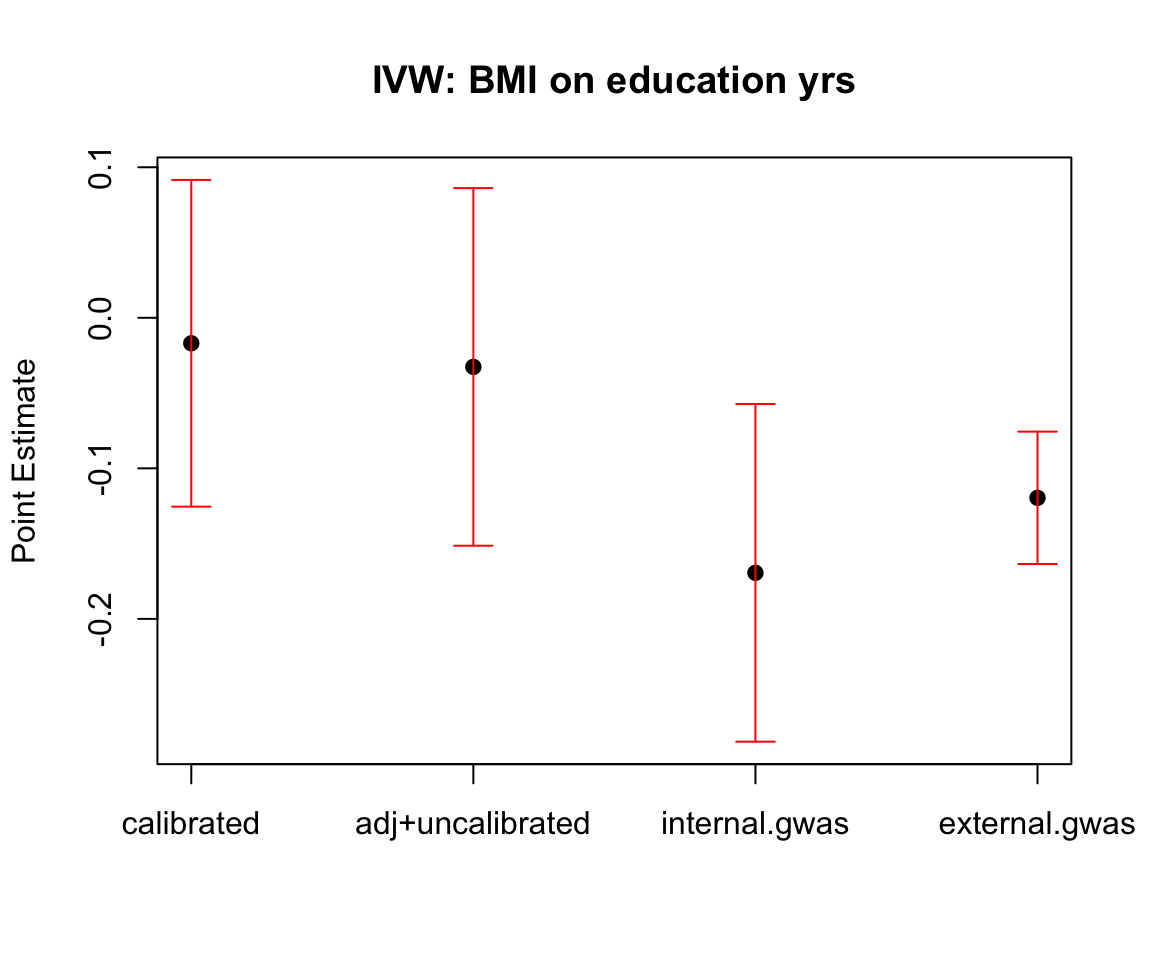 IVW: BMI on education yrs
Point Estimate
0.1
0.0
-0.1
-0.2
calibrated
adj+uncalibrated
internal.gwas
external.gwas